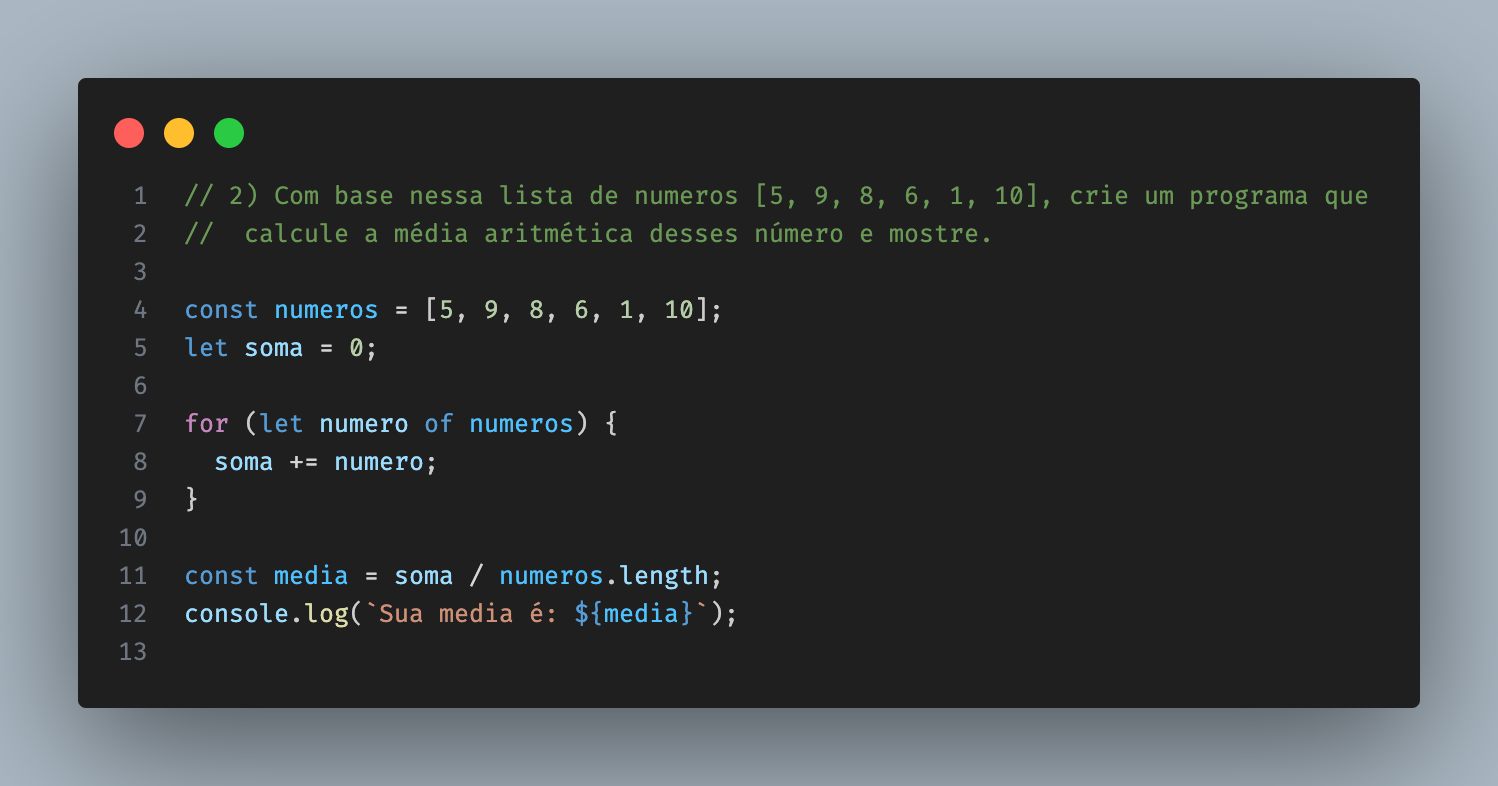 1 // 2) Com base nessa lista de numeros [5, 9, 8, 6, 1, 10], crie um programa que
2 //  calcule a média aritmética desses número e mostre.
3
4 const numeros = [5, 9, 8, 6, 1, 10];
5 let soma = 0;
6
7 for (let numero of numeros) {
8   soma += numero;
9 }
10
11 const media = soma / numeros.length;
12 console.log(`Sua media é: ${media}`);
13